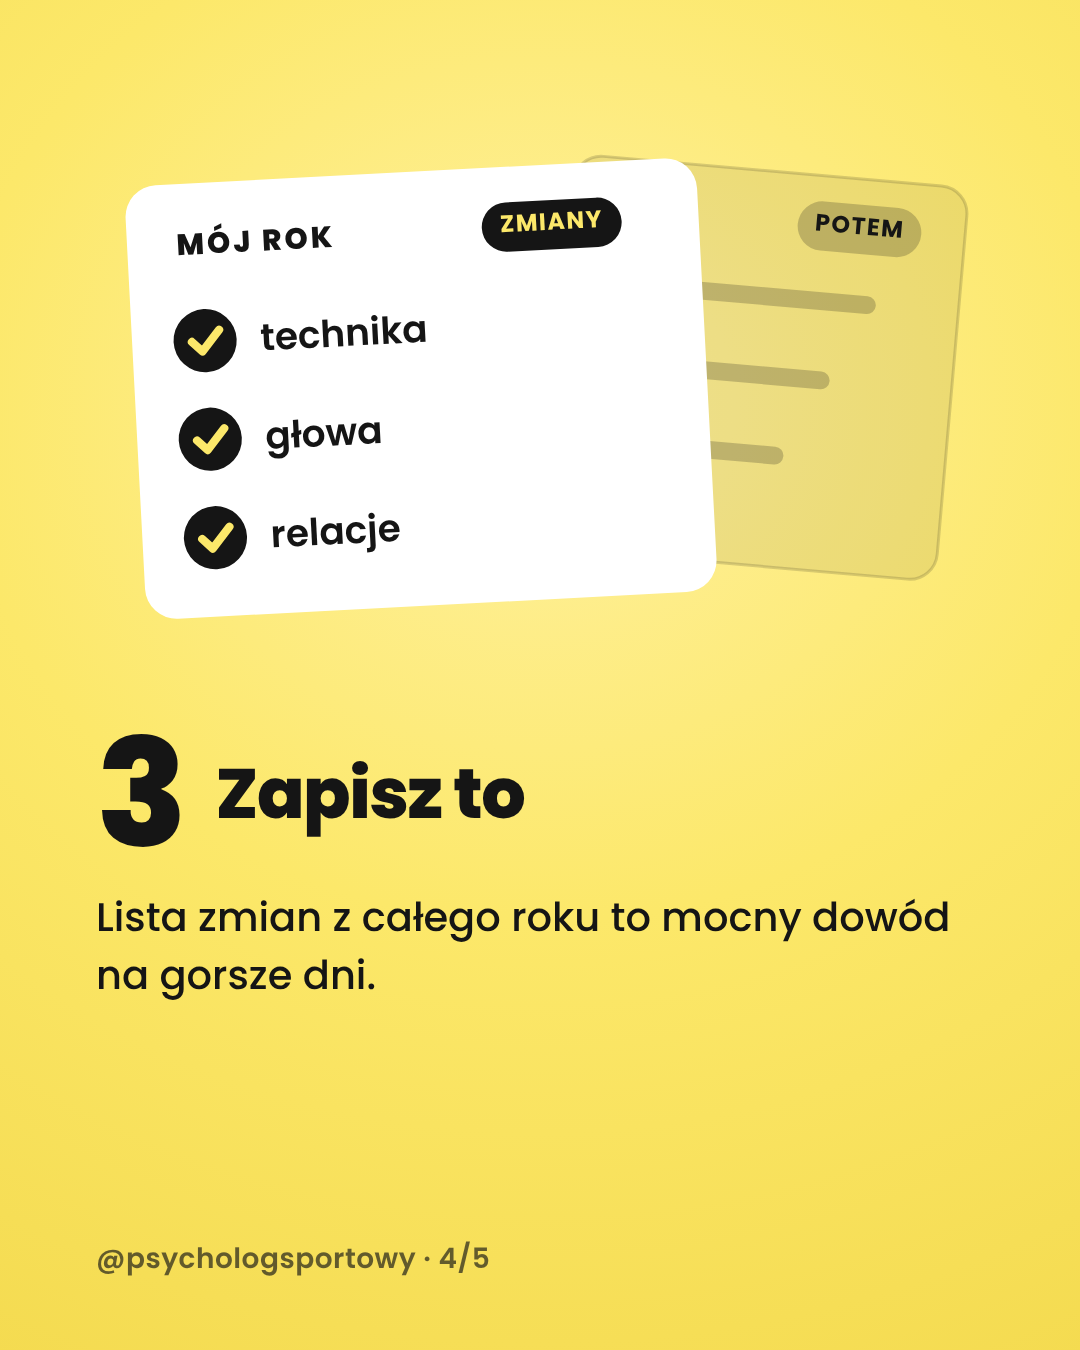 MÓJ ROK
ZMIANY
POTEM
technika
głowa
relacje
3 Zapisz to
Lista zmian z całego roku to mocny dowód
na gorsze dni.
@psychologsportowy · 4/5